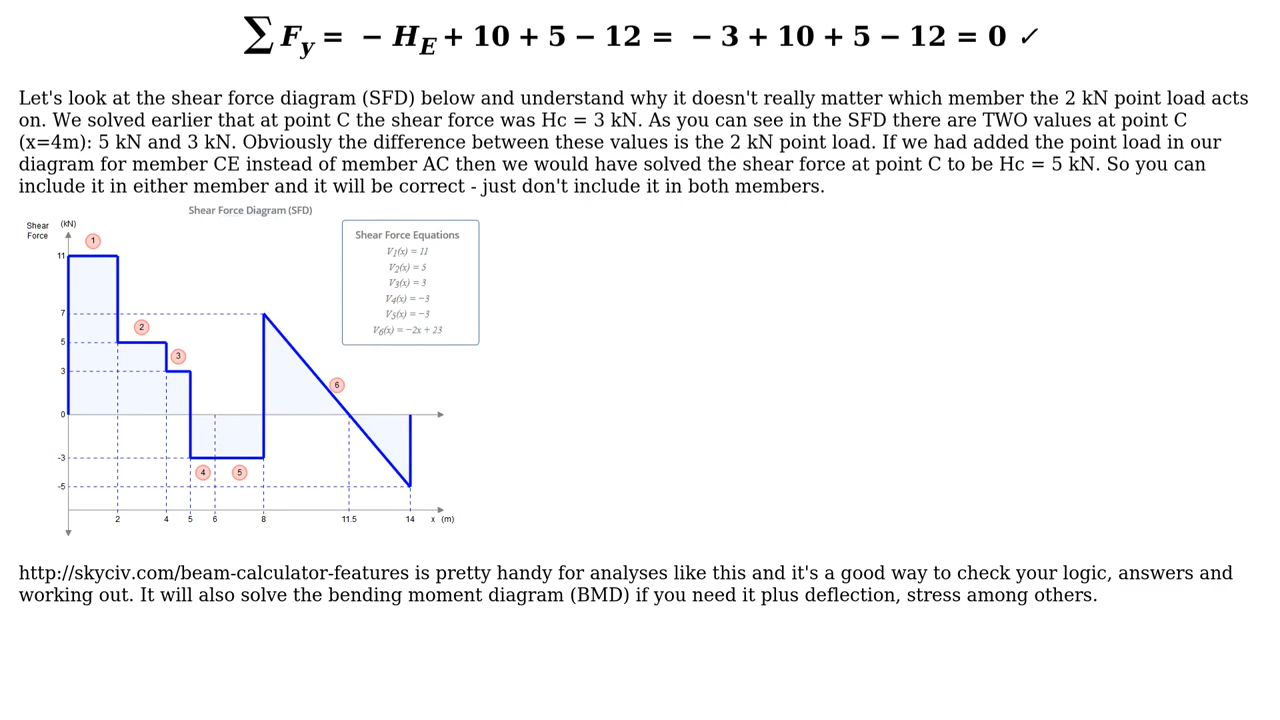 ∑ F_y = − H_E + 10 + 5 − 12 = − 3 + 10 + 5 − 12 = 0 ✓
Let's look at the shear force diagram (SFD) below and understand why it doesn't really matter which member the 2 kN point load acts
on. We solved earlier that at point C the shear force was Hc = 3 kN. As you can see in the SFD there are TWO values at point C
(x=4m): 5 kN and 3 kN. Obviously the difference between these values is the 2 kN point load. If we had added the point load in our
diagram for member CE instead of member AC then we would have solved the shear force at point C to be Hc = 5 kN. So you can
include it in either member and it will be correct - just don't include it in both members.
Shear Force Diagram (SFD)
Shear (kN)
Force
Shear Force Equations
V1(x) = 11
V2(x) = 5
V3(x) = 3
V4(x) = −3
V5(x) = −3
V6(x) = −2x + 23
1
11
7
2
5
3
3
6
0
-3
4
5
-5
2 4 5 6 8 11.5 14 x (m)
http://skyciv.com/beam-calculator-features is pretty handy for analyses like this and it's a good way to check your logic, answers and
working out. It will also solve the bending moment diagram (BMD) if you need it plus deflection, stress among others.